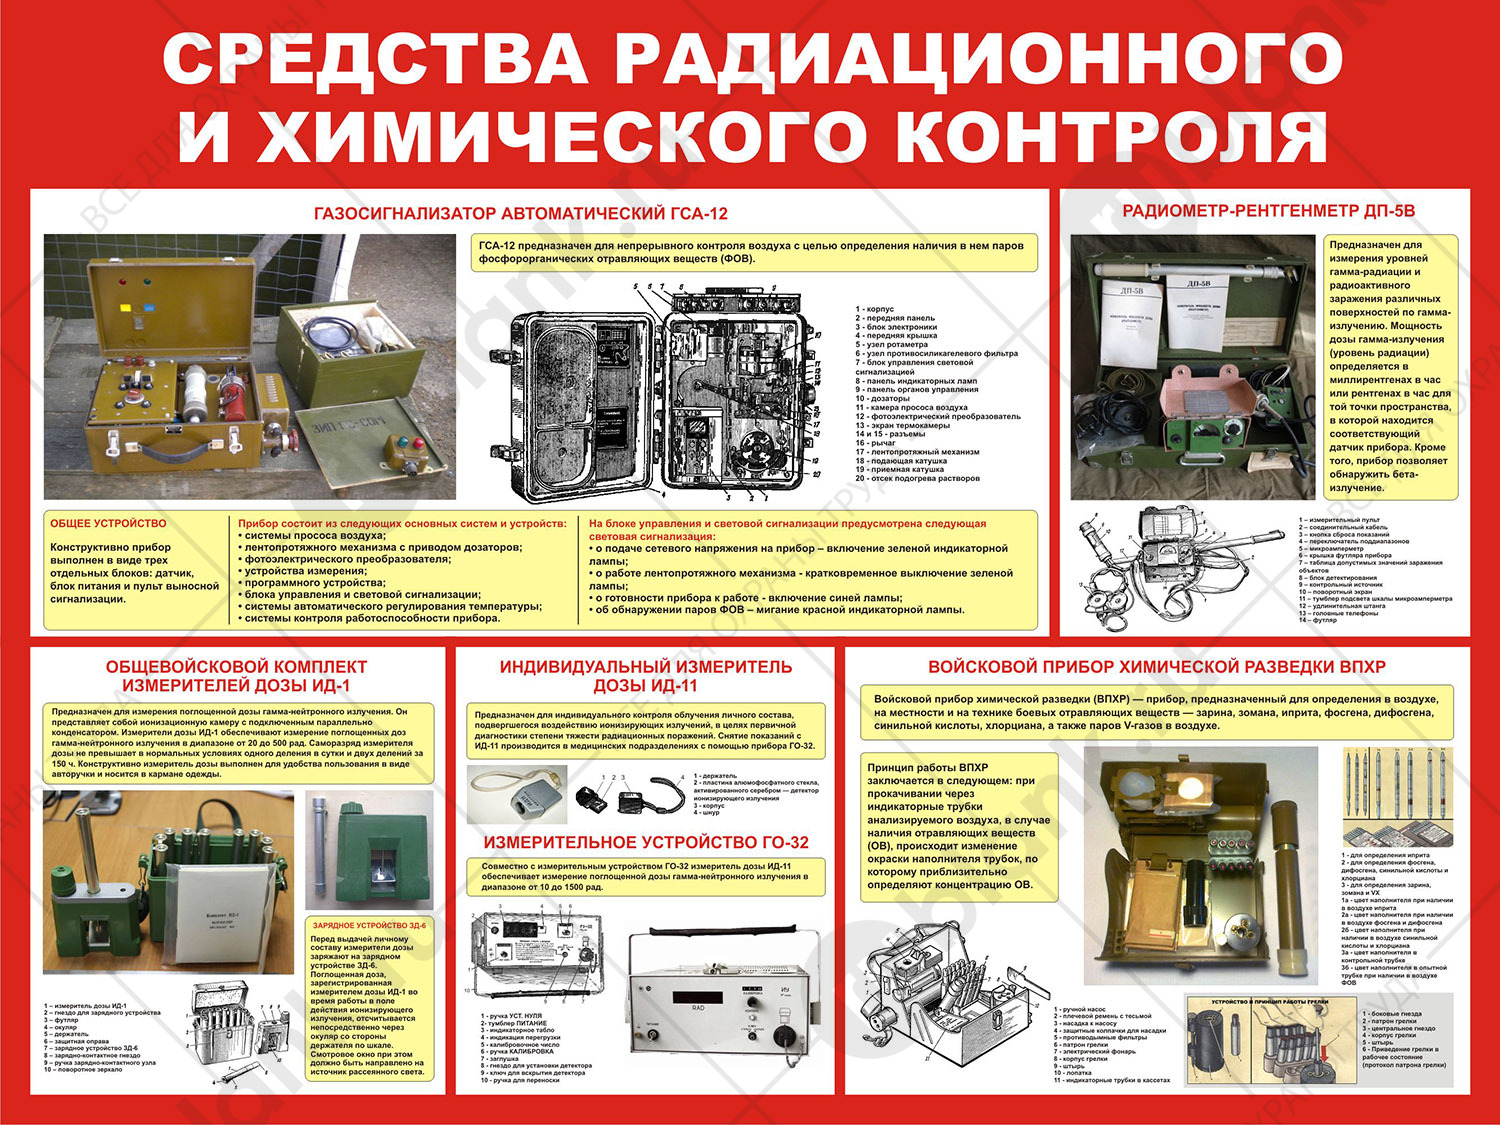 СРЕДСТВА РАДИАЦИОННОГО
И ХИМИЧЕСКОГО КОНТРОЛЯ
ГАЗОСИГНАЛИЗАТОР АВТОМАТИЧЕСКИЙ ГСА-12
ГСА-12 предназначен для непрерывного контроля воздуха с целью определения наличия в нем паров
фосфорорганических отравляющих веществ (ФОВ).
1 - корпус
2 - передняя панель
3 - блок электроники
4 - передняя крышка
5 - узел ротаметра
6 - узел противосиликагелевого фильтра
7 - блок управления световой
сигнализацией
8 - панель индикаторных ламп
9 - панель органов управления
10 - дозаторы
11 - камера прососа воздуха
12 - фотоэлектрический преобразователь
13 - экран термокамеры
14 и 15 - разъемы
16 - рычаг
17 - лентопротяжный механизм
18 - подающая катушка
19 - приемная катушка
20 - отсек подогрева растворов
ОБЩЕЕ УСТРОЙСТВО
Конструктивно прибор
выполнен в виде трех
отдельных блоков: датчик,
блок питания и пульт выносной
сигнализации.
Прибор состоит из следующих основных систем и устройств:
• системы прососа воздуха;
• лентопротяжного механизма с приводом дозаторов;
• фотоэлектрического преобразователя;
• устройства измерения;
• программного устройства;
• блока управления и световой сигнализации;
• системы автоматического регулирования температуры;
• системы контроля работоспособности прибора.
На блоке управления и световой сигнализации предусмотрена следующая
световая сигнализация:
• о подаче сетевого напряжения на прибор – включение зеленой индикаторной
лампы;
• о работе лентопротяжного механизма - кратковременное выключение зеленой
лампы;
• о готовности прибора к работе - включение синей лампы;
• об обнаружении паров ФОВ – мигание красной индикаторной лампы.
РАДИОМЕТР-РЕНТГЕНМЕТР ДП-5В
ДП-5В
ДП-5В
Предназначен для
измерения уровней
гамма-радиации и
радиоактивного
заражения различных
поверхностей по гамма-
излучению. Мощность
дозы гамма-излучения
(уровень радиации)
определяется в
миллирентгенах в час
или рентгенах в час для
той точки пространства,
в которой находится
соответствующий
датчик прибора. Кроме
того, прибор позволяет
обнаружить бета-
излучение.
1 – измерительный пульт
2 – соединительный кабель
3 – кнопка сброса показаний
4 – переключатель поддиапазонов
5 – микроамперметр
6 – крышка футляра прибора
7 – таблица допустимых значений заражения
объектов
8 – блок детектирования
9 – контрольный источник
10 – поворотный экран
11 – тумблер подсвета шкалы микроамперметра
12 – удлинительная штанга
13 – головные телефоны
14 – футляр
ОБЩЕВОЙСКОВОЙ КОМПЛЕКТ
ИЗМЕРИТЕЛЕЙ ДОЗЫ ИД-1
Предназначен для измерения поглощенной дозы гамма-нейтронного излучения. Он
представляет собой ионизационную камеру с подключенным параллельно
конденсатором. Измерители дозы ИД-1 обеспечивают измерение поглощенных доз
гамма-нейтронного излучения в диапазоне от 20 до 500 рад. Саморазряд измерителя
дозы не превышает в нормальных условиях одного деления в сутки и двух делений за
150 ч. Конструктивно измеритель дозы выполнен для удобства пользования в виде
авторучки и носится в кармане одежды.
1 – измеритель дозы ИД-1
2 – гнездо для зарядного устройства
3 – футляр
4 – окуляр
5 – держатель
6 – защитная оправа
7 – зарядное устройство ЗД-6
8 – зарядно-контактное гнездо
9 – ручка зарядно-контактного узла
10 – поворотное зеркало
ЗАРЯДНОЕ УСТРОЙСТВО ЗД-6
Перед выдачей личному
составу измерители дозы
заряжают на зарядном
устройстве ЗД-6.
Поглощенная доза,
зарегистрированная
измерителем дозы ИД-1 во
время работы в поле
действия ионизирующего
излучения, отсчитывается
непосредственно через
окуляр со стороны
держателя по шкале.
Смотровое окно при этом
должно быть направлено на
источник рассеянного света.
ИНДИВИДУАЛЬНЫЙ ИЗМЕРИТЕЛЬ
ДОЗЫ ИД-11
Предназначен для индивидуального контроля облучения личного состава,
подвергшегося воздействию ионизирующих излучений, в целях первичной
диагностики степени тяжести радиационных поражений. Снятие показаний с
ИД-11 производится в медицинских подразделениях с помощью прибора ГО-32.
1 - держатель
2 - пластина алюмофосфатного стекла,
активированного серебром — детектор
ионизирующего излучения
3 - корпус
4 - шнур
ИЗМЕРИТЕЛЬНОЕ УСТРОЙСТВО ГО-32
Совместно с измерительным устройством ГО-32 измеритель дозы ИД-11
обеспечивает измерение поглощенной дозы гамма-нейтронного излучения в
диапазоне от 10 до 1500 рад.
1 - ручка УСТ. НУЛЯ
2- тумблер ПИТАНИЕ
3 - индикаторное табло
4 - индикация перегрузки
5 - калибровочное число
6 - ручка КАЛИБРОВКА
7 - заглушка
8 - гнездо для установки детектора
9 - ключ для вскрытия детектора
10 - ручка для переноски
RAD
ВОЙСКОВОЙ ПРИБОР ХИМИЧЕСКОЙ РАЗВЕДКИ ВПХР
Войсковой прибор химической разведки (ВПХР) — прибор, предназначенный для определения в воздухе,
на местности и на технике боевых отравляющих веществ — зарина, зомана, иприта, фосгена, дифосгена,
синильной кислоты, хлорциана, а также паров V-газов в воздухе.
Принцип работы ВПХР
заключается в следующем: при
прокачивании через
индикаторные трубки
анализируемого воздуха, в случае
наличия отравляющих веществ
(ОВ), происходит изменение
окраски наполнителя трубок, по
которому приблизительно
определяют концентрацию ОВ.
1 - для определения иприта
2 - для определения фосгена,
дифосгена, синильной кислоты и
хлорциана
3 - для определения зарина,
зомана и VX
1а - цвет наполнителя при наличии
в воздухе иприта
2а - цвет наполнителя при наличии
в воздухе фосгена и дифосгена
2б - цвет наполнителя при
наличии в воздухе синильной
кислоты и хлорциана
3а - цвет наполнителя в
контрольной трубке
3б - цвет наполнителя в опытной
трубке при наличии в воздухе
ФОВ
1 - ручной насос
2 - плечевой ремень с тесьмой
3 - насадка к насосу
4 - защитные колпачки для насадки
5 - противодымные фильтры
6 - патрон грелки
7 - электрический фонарь
8 - корпус грелки
9 - штырь
10 - лопатка
11 - индикаторные трубки в кассетах
УСТРОЙСТВО И ПРИНЦИП РАБОТЫ ГРЕЛКИ
1 - боковые гнезда
2 - патрон грелки
3 - центральное гнездо
4 - корпус грелки
5 - штырь
6 - Приведение грелки в
рабочее состояние
(протокол патрона грелки)